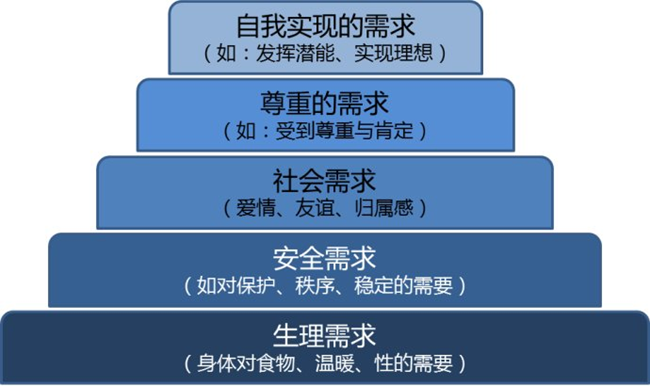 自我实现的需求
（如：发挥潜能、实现理想）
尊重的需求
（如：受到尊重与肯定）
社会需求
（爱情、友谊、归属感）
安全需求
（如对保护、秩序、稳定的需要）
生理需求
（身体对食物、温暖、性的需要）